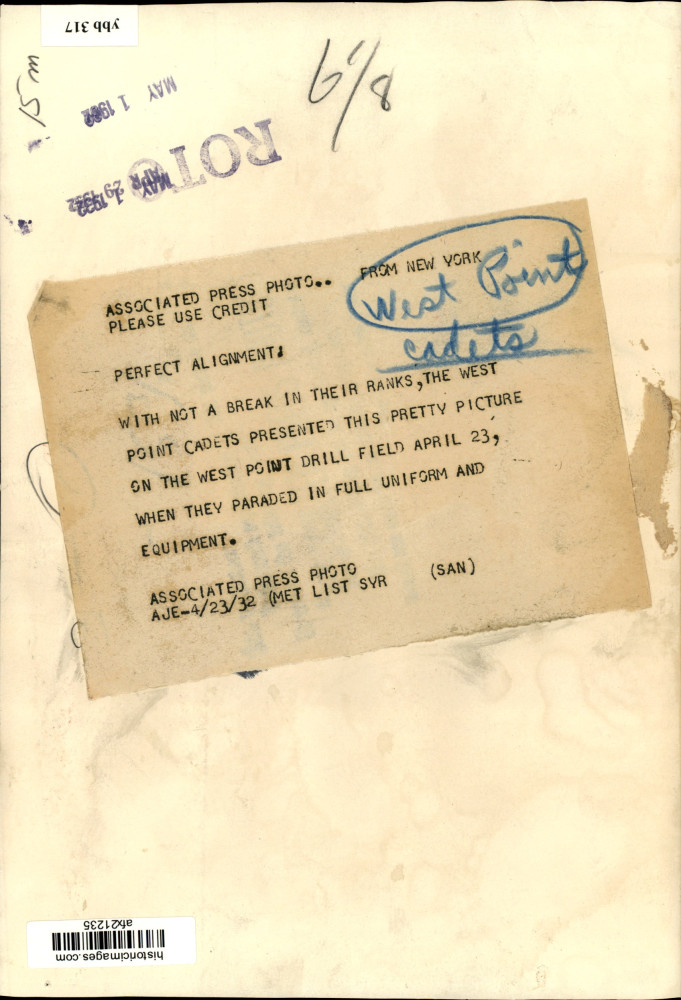 ybb 317
15 m
6 1/8
MAY 1 1932
ROTO
MAY 1 1932
APR 29 1932
ASSOCIATED PRESS PHOTO.. FROM NEW YORK
PLEASE USE CREDIT
West Point
cadets
PERFECT ALIGNMENT:
WITH NOT A BREAK IN THEIR RANKS, THE WEST
POINT CADETS PRESENTED THIS PRETTY PICTURE
ON THE WEST POINT DRILL FIELD APRIL 23,
WHEN THEY PARADED IN FULL UNIFORM AND
EQUIPMENT.
ASSOCIATED PRESS PHOTO (SAN)
AJE-4/23/32 (MET LIST SYR
historicimages.com
afx21235